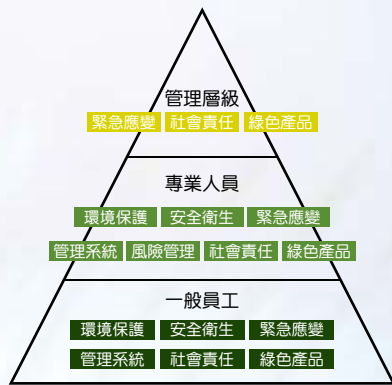 管理層級
緊急應變 社會責任 綠色產品
專業人員
環境保護 安全衛生 緊急應變
管理系統 風險管理 社會責任 綠色產品
一般員工
環境保護 安全衛生 緊急應變
管理系統 社會責任 綠色產品